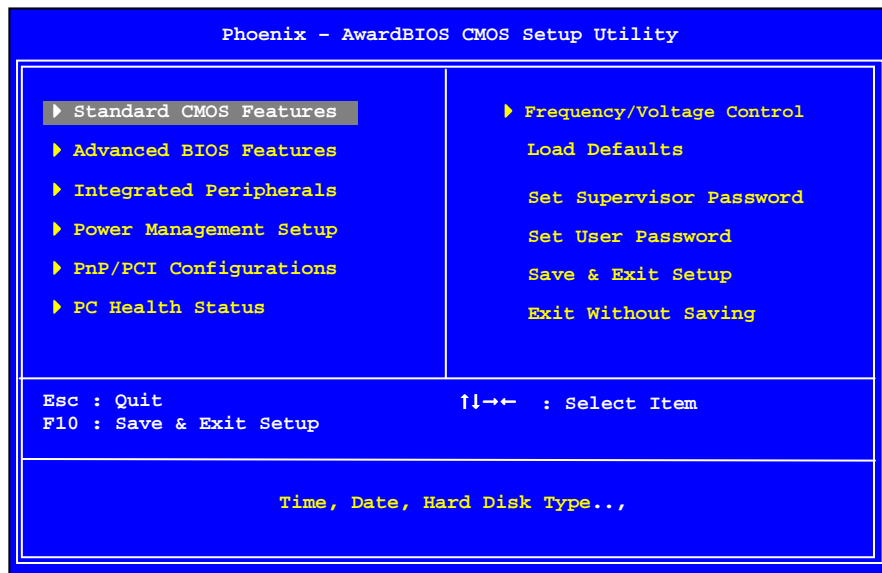 Phoenix – AwardBIOS CMOS Setup Utility
Standard CMOS Features
Advanced BIOS Features
Integrated Peripherals
Power Management Setup
PnP/PCI Configurations
PC Health Status
Frequency/Voltage Control
Load Defaults
Set Supervisor Password
Set User Password
Save & Exit Setup
Exit Without Saving
Esc : Quit
F10 : Save & Exit Setup
↑↓→← : Select Item
Time, Date, Hard Disk Type..,